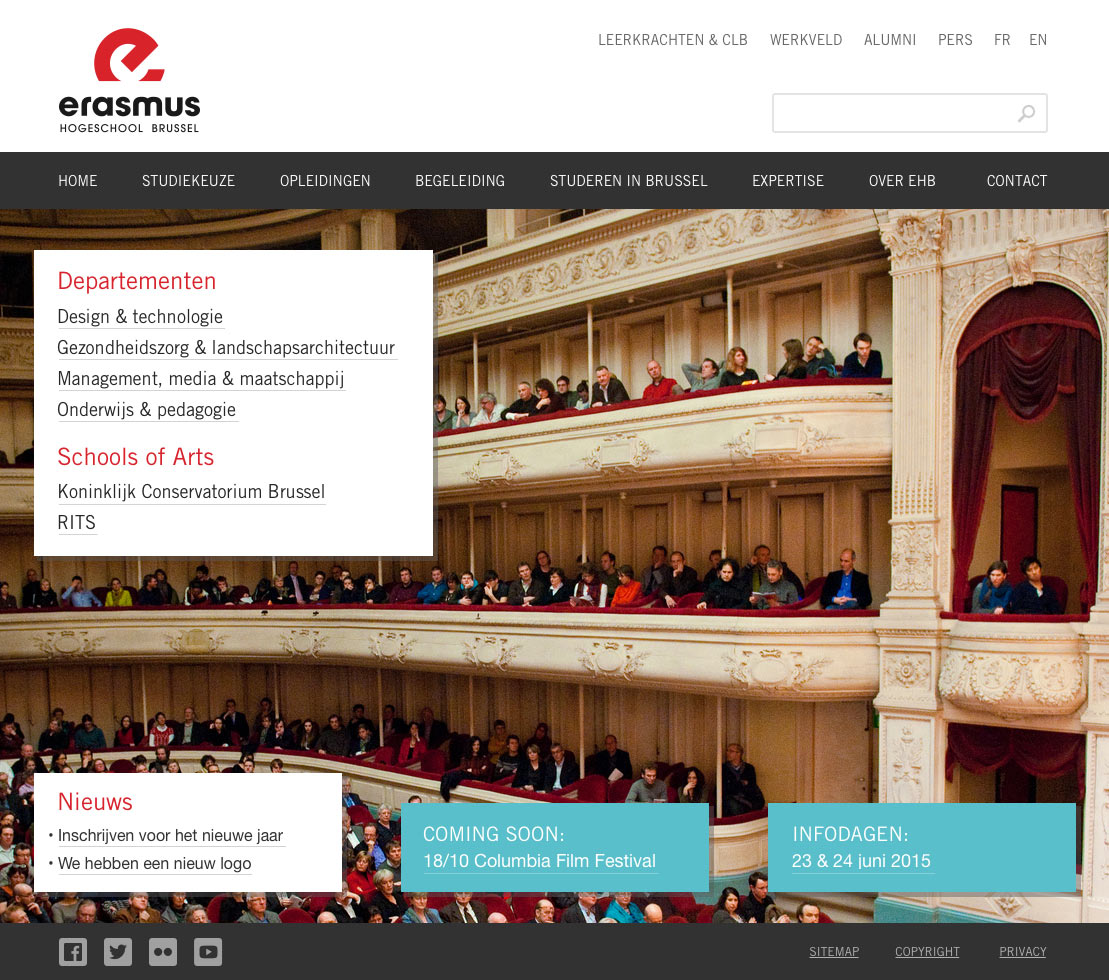 erasmus
HOGESCHOOL BRUSSEL
LEERKRACHTEN & CLB WERKVELD ALUMNI PERS FR EN
HOME STUDIEKEUZE OPLEIDINGEN BEGELEIDING STUDEREN IN BRUSSEL EXPERTISE OVER EHB CONTACT
Departementen
Design & technologie
Gezondheidszorg & landschapsarchitectuur
Management, media & maatschappij
Onderwijs & pedagogie
Schools of Arts
Koninklijk Conservatorium Brussel
RITS
Nieuws
• Inschrijven voor het nieuwe jaar
• We hebben een nieuw logo
COMING SOON:
18/10 Columbia Film Festival
INFODAGEN:
23 & 24 juni 2015
SITEMAP COPYRIGHT PRIVACY